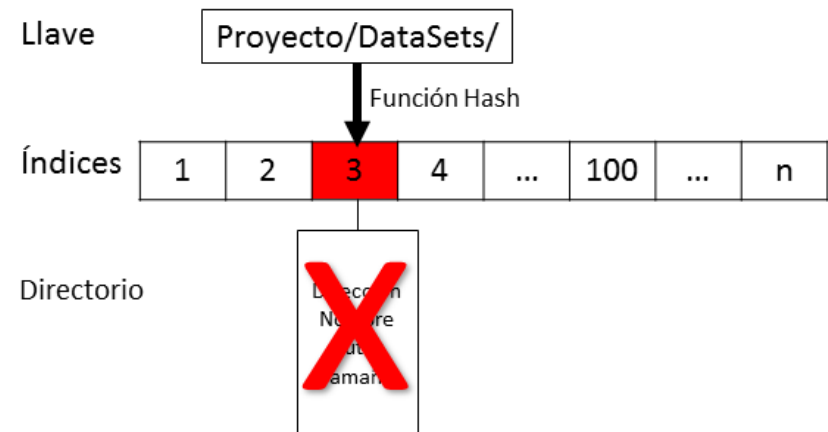 Llave
Proyecto/DataSets/
Función Hash
Índices
1 2 3 4 ... 100 ... n
Directorio